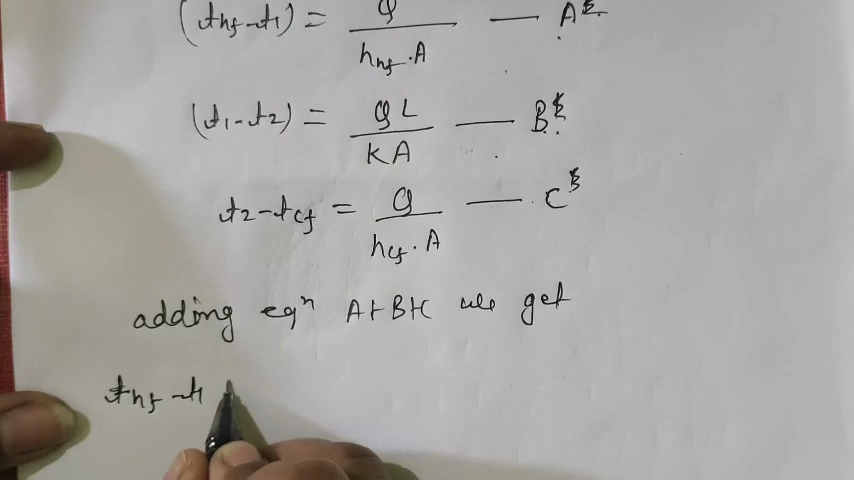 (thf-t1) = Q / hhf.A — A*
(t1-t2) = QL / KA — B*
t2-tcf = Q / hcf.A — C*
adding eqn A+B+C we get
thf-t1